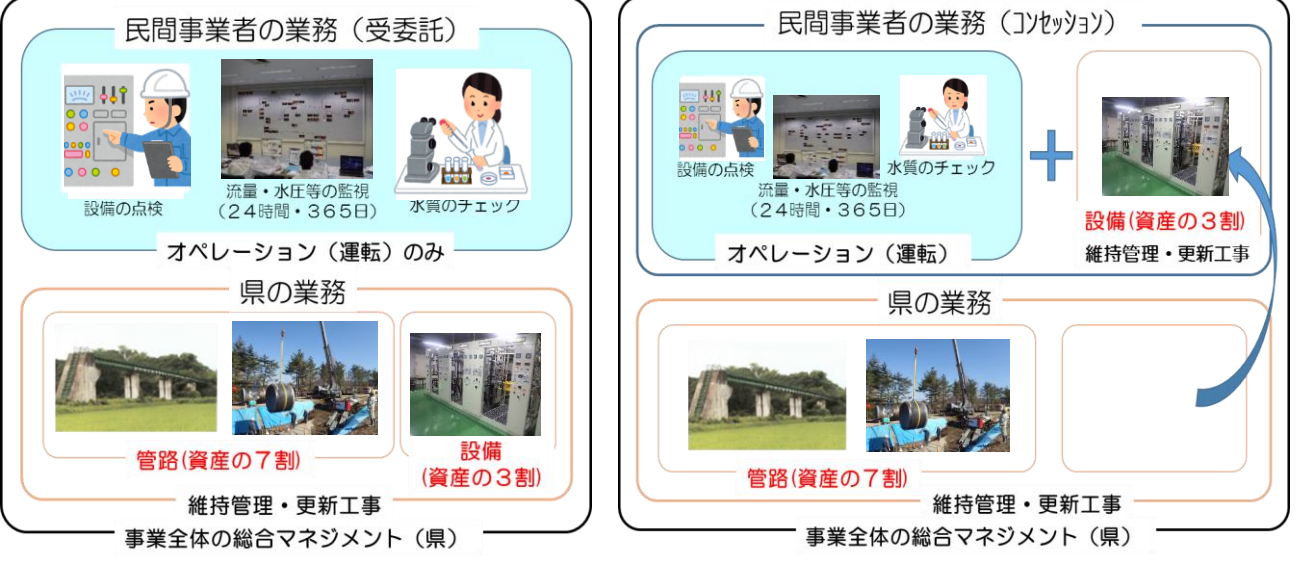 民間事業者の業務（受委託）
設備の点検
流量・水圧等の監視
（２４時間・３６５日）
水質のチェック
オペレーション（運転）のみ
県の業務
管路(資産の７割)
設備
(資産の３割)
維持管理・更新工事
事業全体の総合マネジメント（県）
民間事業者の業務（ｺﾝｾｯｼｮﾝ）
設備の点検
流量・水圧等の監視
（２４時間・３６５日）
水質のチェック
オペレーション（運転）
設備(資産の３割)
維持管理・更新工事
県の業務
管路(資産の７割)
維持管理・更新工事
事業全体の総合マネジメント（県）